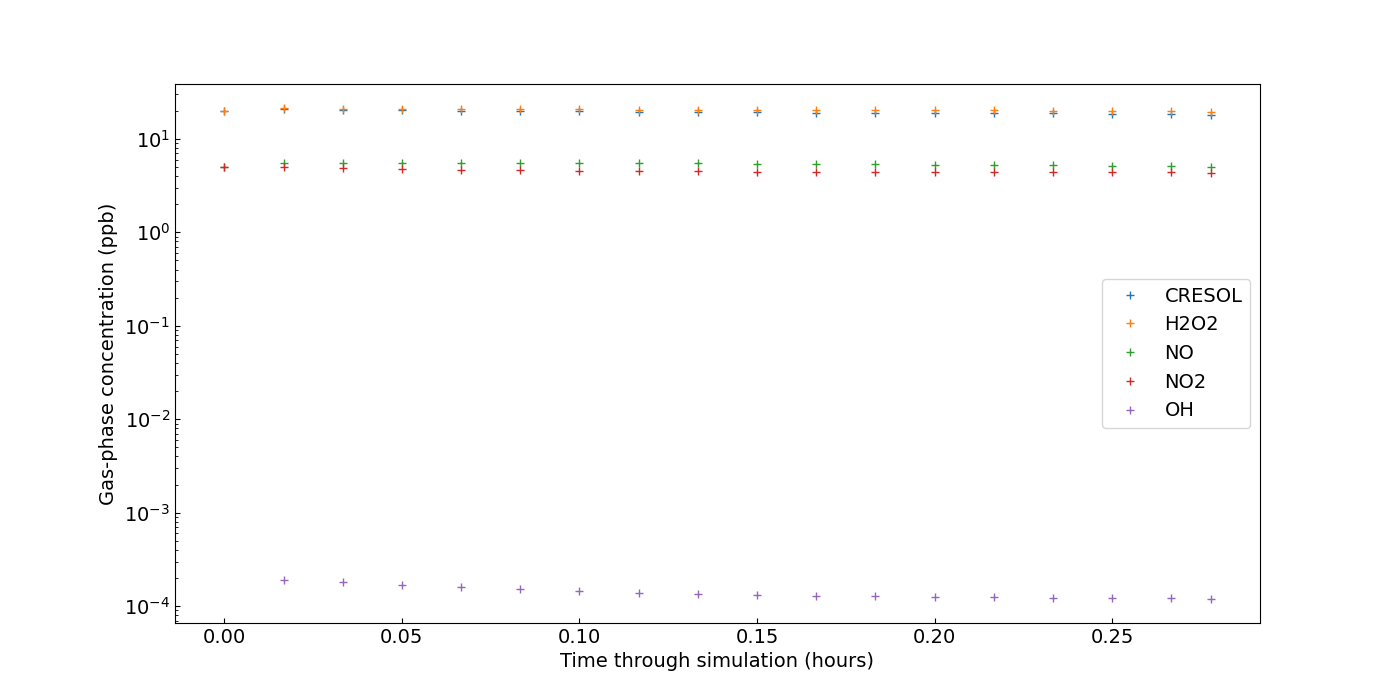 Gas-phase concentration (ppb)
10¹
10⁰
10⁻¹
10⁻²
10⁻³
10⁻⁴
CRESOL
H2O2
NO
NO2
OH
0.00 0.05 0.10 0.15 0.20 0.25
Time through simulation (hours)